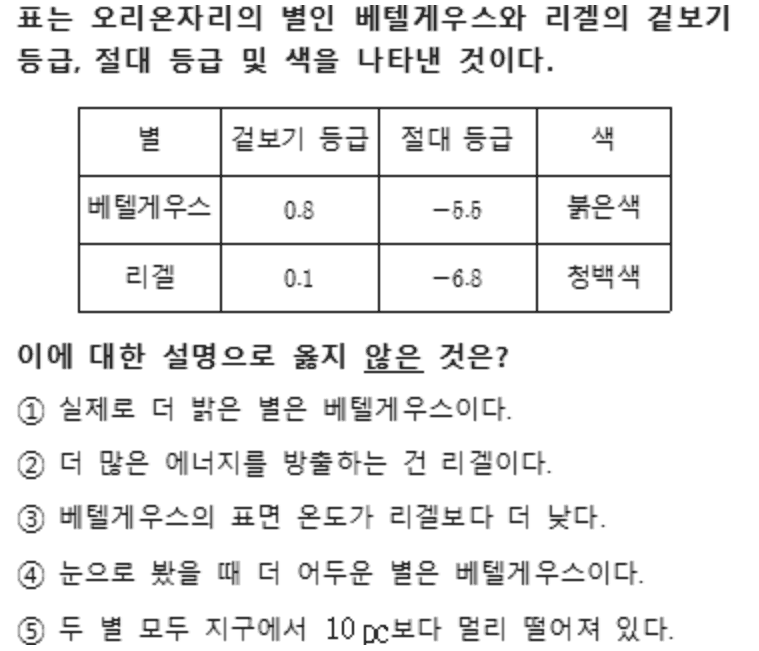 표는 오리온자리의 별인 베텔게우스와 리겔의 겉보기
등급, 절대 등급 및 색을 나타낸 것이다.
별 겉보기 등급 절대 등급 색
베텔게우스 0.8 −5.5 붉은색
리겔 0.1 −6.8 청백색
이에 대한 설명으로 옳지 않은 것은?
① 실제로 더 밝은 별은 베텔게우스이다.
② 더 많은 에너지를 방출하는 건 리겔이다.
③ 베텔게우스의 표면 온도가 리겔보다 더 낮다.
④ 눈으로 봤을 때 더 어두운 별은 베텔게우스이다.
⑤ 두 별 모두 지구에서 10 pc보다 멀리 떨어져 있다.